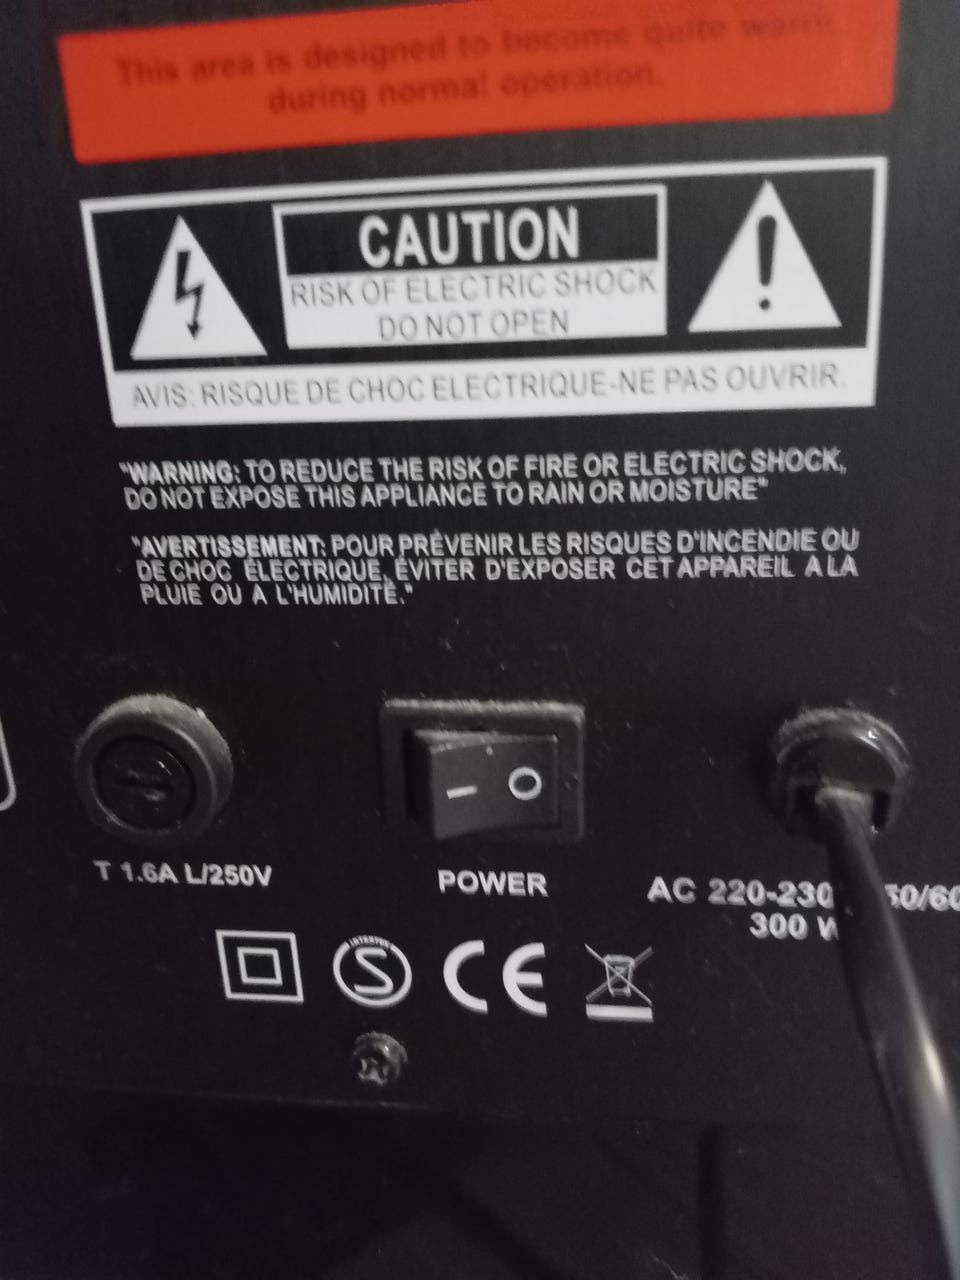 This area is designed to become quite warm
during normal operation.
CAUTION
RISK OF ELECTRIC SHOCK
DO NOT OPEN
AVIS: RISQUE DE CHOC ELECTRIQUE-NE PAS OUVRIR.
"WARNING: TO REDUCE THE RISK OF FIRE OR ELECTRIC SHOCK,
DO NOT EXPOSE THIS APPLIANCE TO RAIN OR MOISTURE"
"AVERTISSEMENT: POUR PRÉVENIR LES RISQUES D'INCENDIE OU
DE CHOC ÉLECTRIQUE, ÉVITER D'EXPOSER CET APPAREIL A LA
PLUIE OU A L'HUMIDITÉ."
T 1.6A L/250V
POWER
AC 220-230 50/60
300 W
INTERTEK
S
CE